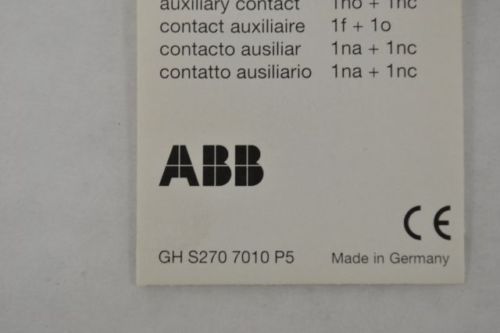 auxiliary contact 1no + 1nc
contact auxiliaire 1f + 1o
contacto ausiliar 1na + 1nc
contatto ausiliario 1na + 1nc
ABB
CE
GH S270 7010 P5 Made in Germany